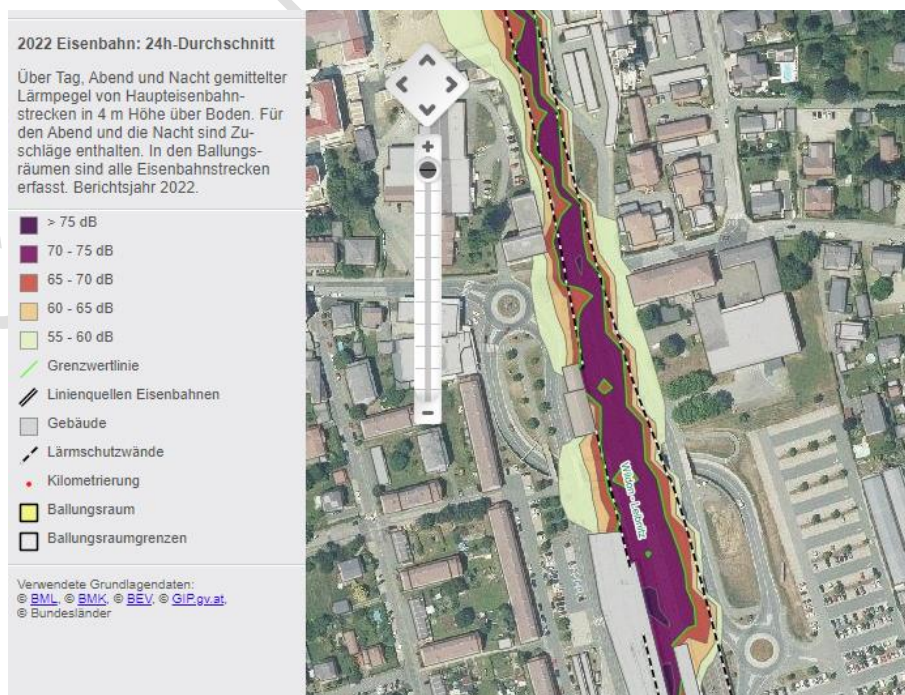 2022 Eisenbahn: 24h-Durchschnitt
Über Tag, Abend und Nacht gemittelter
Lärmpegel von Haupteisenbahn-
strecken in 4 m Höhe über Boden. Für
den Abend und die Nacht sind Zu-
schläge enthalten. In den Ballungs-
räumen sind alle Eisenbahnstrecken
erfasst. Berichtsjahr 2022.
> 75 dB
70 - 75 dB
65 - 70 dB
60 - 65 dB
55 - 60 dB
Grenzwertlinie
Linienquellen Eisenbahnen
Gebäude
Lärmschutzwände
Kilometrierung
Ballungsraum
Ballungsraumgrenzen
Verwendete Grundlagendaten:
© BML, © BMK, © BEV, © GIP.gv.at,
© Bundesländer
+
-
Wildon - Leibnitz